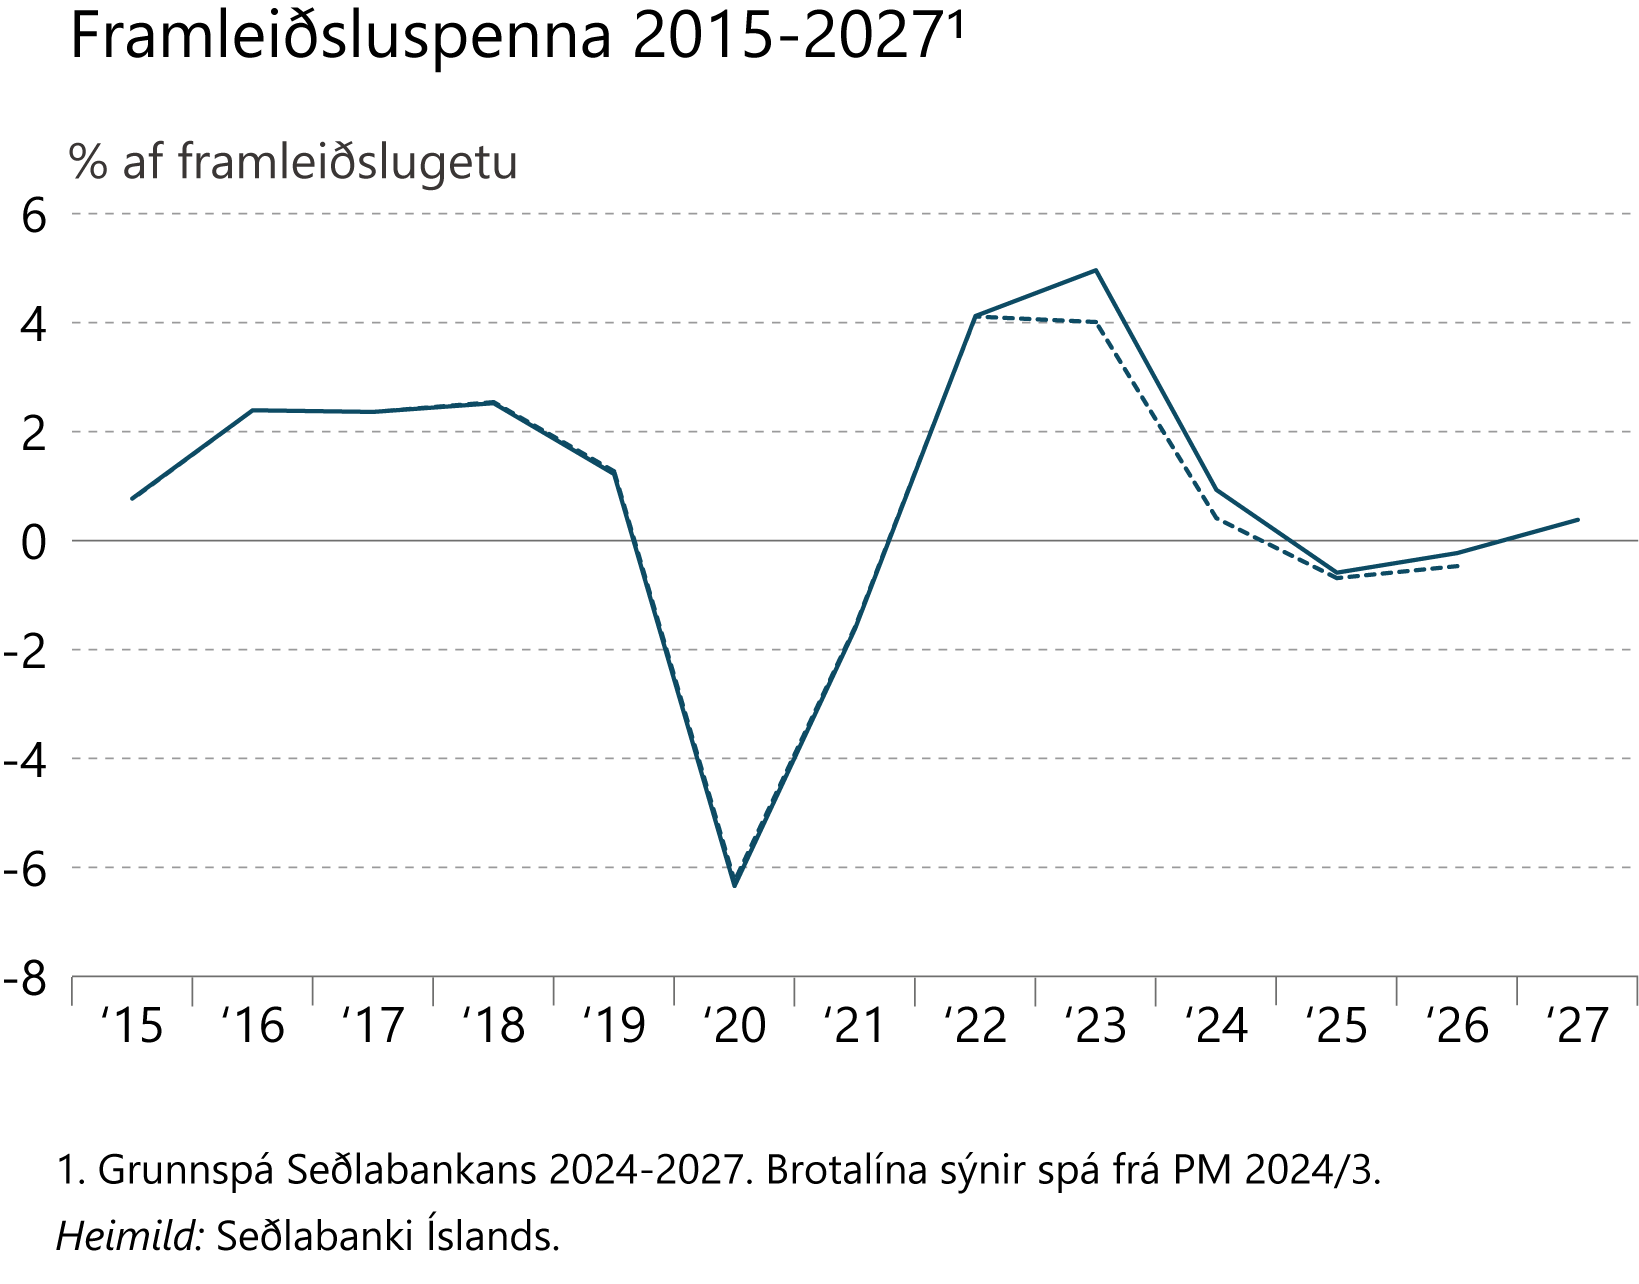 Framleiðsluspenna 2015-2027¹
% af framleiðslugetu
6
4
2
0
-2
-4
-6
-8
‘15 ‘16 ‘17 ‘18 ‘19 ‘20 ‘21 ‘22 ‘23 ‘24 ‘25 ‘26 ‘27
1. Grunnspá Seðlabankans 2024-2027. Brotalína sýnir spá frá PM 2024/3.
Heimild: Seðlabanki Íslands.